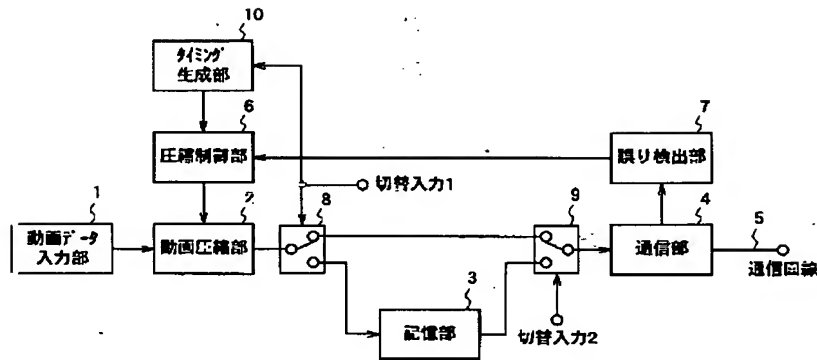 10
タイミング
生成部
6
圧縮制御部
7
誤り検出部
切替入力1
1
動画データ
入力部
2
動画圧縮部
8
9
4
通信部
5
通信回線
3
記憶部
切替入力2